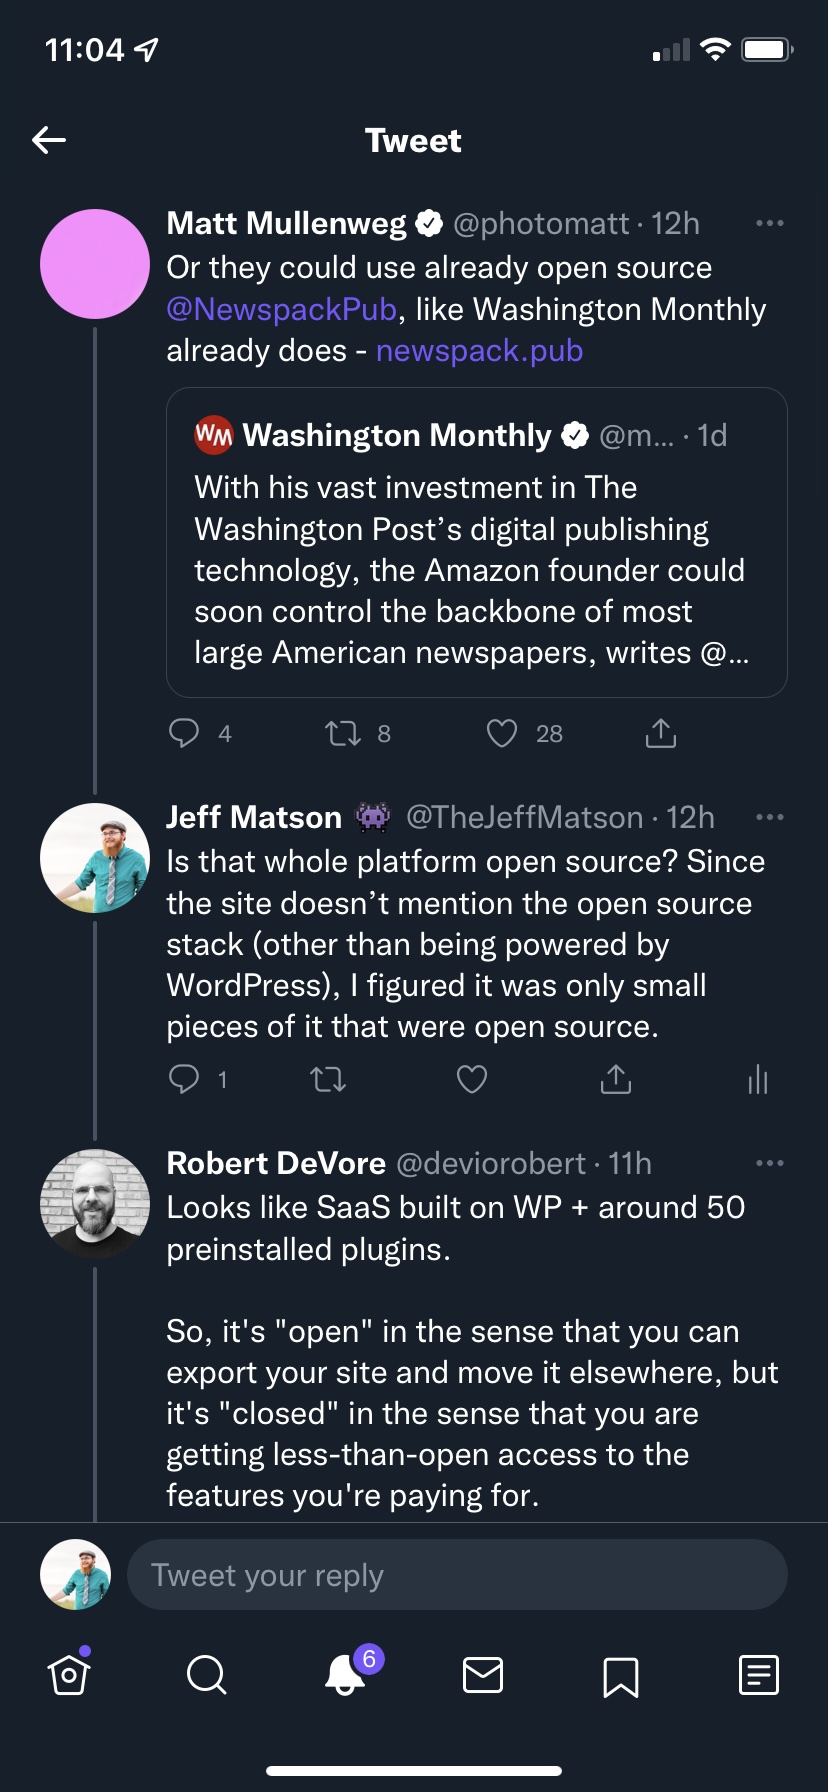 11:04
Tweet
Matt Mullenweg @photomatt · 12h
Or they could use already open source
@NewspackPub, like Washington Monthly
already does - newspack.pub
WM Washington Monthly @m... · 1d
With his vast investment in The
Washington Post’s digital publishing
technology, the Amazon founder could
soon control the backbone of most
large American newspapers, writes @...
4 8 28
Jeff Matson 👾 @TheJeffMatson · 12h
Is that whole platform open source? Since
the site doesn’t mention the open source
stack (other than being powered by
WordPress), I figured it was only small
pieces of it that were open source.
1
Robert DeVore @deviorobert · 11h
Looks like SaaS built on WP + around 50
preinstalled plugins.
So, it's "open" in the sense that you can
export your site and move it elsewhere, but
it's "closed" in the sense that you are
getting less-than-open access to the
features you're paying for.
Tweet your reply
6